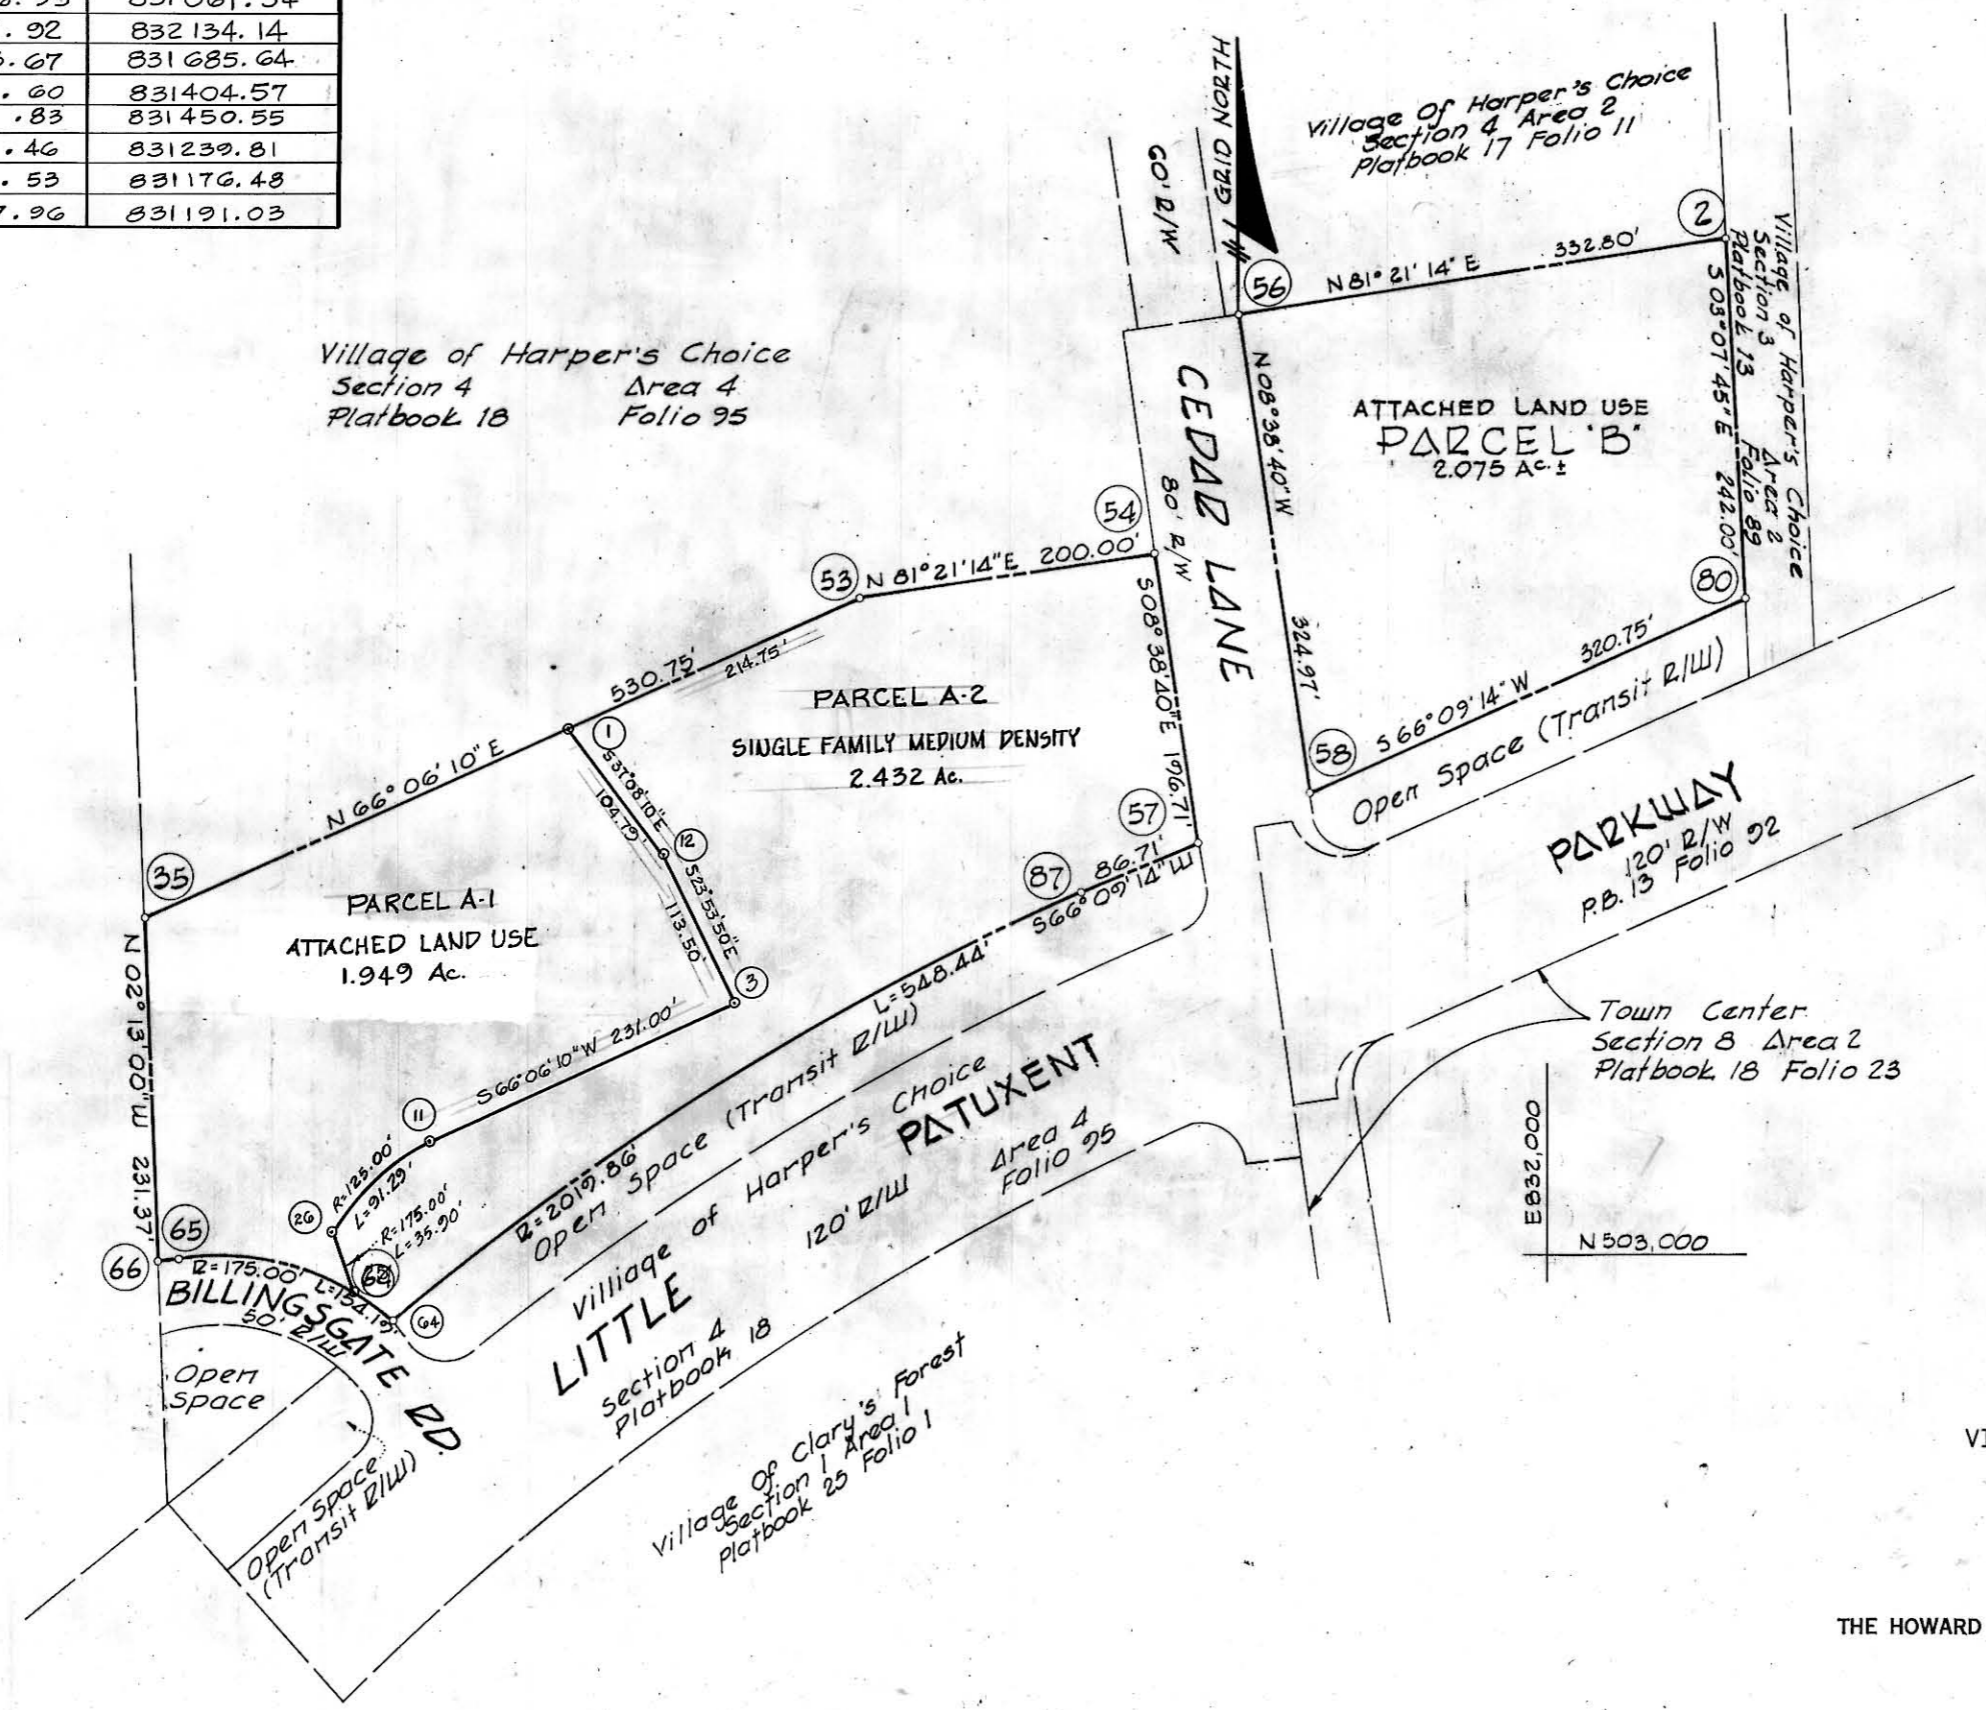 831061.54
.92 832134.14
.67 831685.64
.60 831404.57
.83 831450.55
.46 831239.81
.53 831176.48
7.96 831191.03
GRID NORTH
60' R/W
Village Of Harper's Choice
Section 4 Area 2
Platbook 17 Folio 11
2
56
N 81° 21' 14" E 332.80'
Village of Harper's Choice
Section 3 Area 2
Platbook 13 Folio 89
S 03° 07' 45" E 242.00'
Village of Harper's Choice
Section 4 Area 4
Platbook 18 Folio 95
N 08° 38' 40" W 324.97'
ATTACHED LAND USE
PARCEL "B"
2.075 Ac. ±
CEDAR LANE
80' R/W
54
53
N 81° 21' 14" E 200.00'
80
S 08° 38' 40" E 196.71'
S 66° 09' 14" W 320.75'
58
Open Space (Transit R/W)
530.75'
214.75'
PARCEL A-2
SINGLE FAMILY MEDIUM DENSITY
2.432 Ac.
1
S 37° 08' 10" E
104.79'
12
S 23° 53' 50" E
113.50'
3
57
87
86.71'
S 66° 09' 14" E
N 66° 06' 10" E
35
PARCEL A-1
ATTACHED LAND USE
1.949 Ac.
N 02° 13' 00" W 231.37'
PARKWAY
120' R/W
P.B. 13 Folio 92
S 66° 06' 10" W 231.00'
11
R=125.00'
L=91.29'
26
R=175.00'
L=35.90'
64
65
66
R=175.00' L=154.19'
BILLINGSGATE RD.
50' R/W
R=2019.86' L=548.44'
Open Space (Transit R/W)
Village of Harper's Choice
Section 4 Area 4
Platbook 18 Folio 95
LITTLE PATUXENT
120' R/W
Town Center
Section 8 Area 2
Platbook 18 Folio 23
E832,000
N 503,000
Open
Space
Open Space
(Transit R/W)
Village Of Clary's Forest
Section 1 Area 1
Platbook 25 Folio 1
VI
THE HOWARD